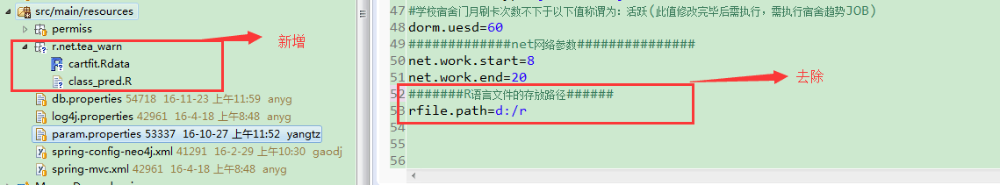 src/main/resources
permiss
r.net.tea_warn
cartfit.Rdata
class_pred.R
db.properties 54718 16-11-23 上午11:59 anyg
log4j.properties 42961 16-4-18 上午8:48 anyg
param.properties 53337 16-10-27 上午11:52 yangtz
spring-config-neo4j.xml 41291 16-2-29 上午10:30 gaodj
spring-mvc.xml 42961 16-4-18 上午8:48 anyg
新增
47 #学校宿舍门月刷卡次数不下于以下值称谓为：活跃(此值修改完毕后需执行，需执行宿舍趋势JOB)
48 dorm.uesd=60
49 #############net网络参数###############
50 net.work.start=8
51 net.work.end=20
52 #######R语言文件的存放路径######
53 rfile.path=d:/r
54
55
56
去除